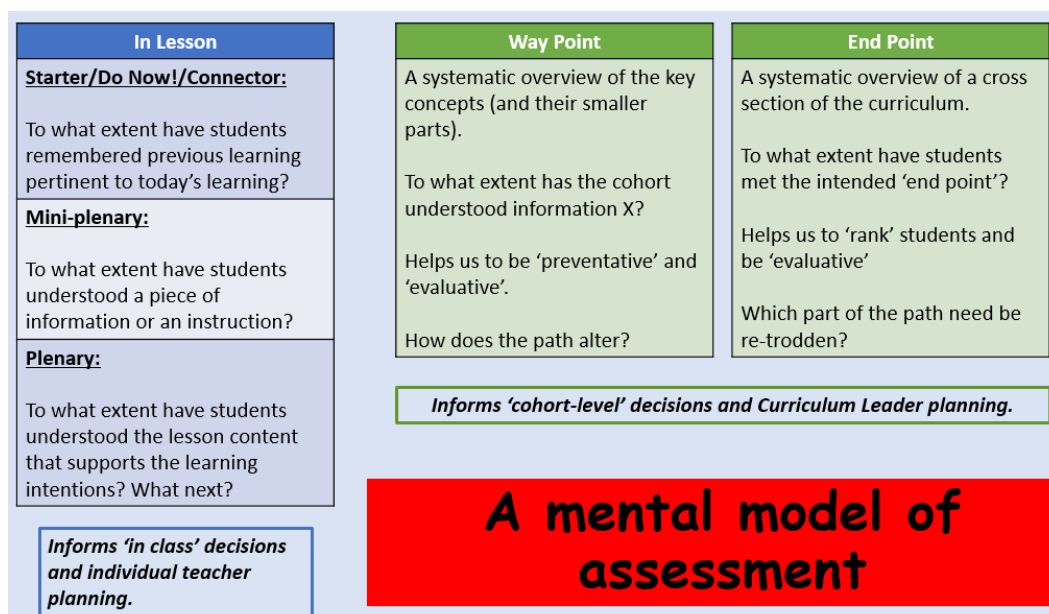 In Lesson
Starter/Do Now!/Connector:
To what extent have students
remembered previous learning
pertinent to today's learning?
Mini-plenary:
To what extent have students
understood a piece of
information or an instruction?
Plenary:
To what extent have students
understood the lesson content
that supports the learning
intentions? What next?
Informs 'in class' decisions
and individual teacher
planning.
Way Point
A systematic overview of the key
concepts (and their smaller
parts).
To what extent has the cohort
understood information X?
Helps us to be 'preventative' and
'evaluative'.
How does the path alter?
End Point
A systematic overview of a cross
section of the curriculum.
To what extent have students
met the intended 'end point'?
Helps us to 'rank' students and
be 'evaluative'
Which part of the path need be
re-trodden?
Informs 'cohort-level' decisions and Curriculum Leader planning.
A mental model of
assessment